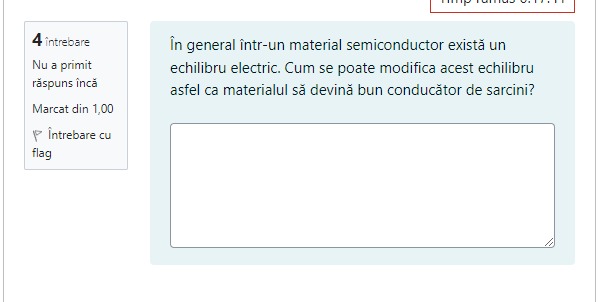 4 întrebare
Nu a primit
răspuns încă
Marcat din 1,00
Întrebare cu
flag
În general într-un material semiconductor există un
echilibru electric. Cum se poate modifica acest echilibru
asfel ca materialul să devină bun conducător de sarcini?